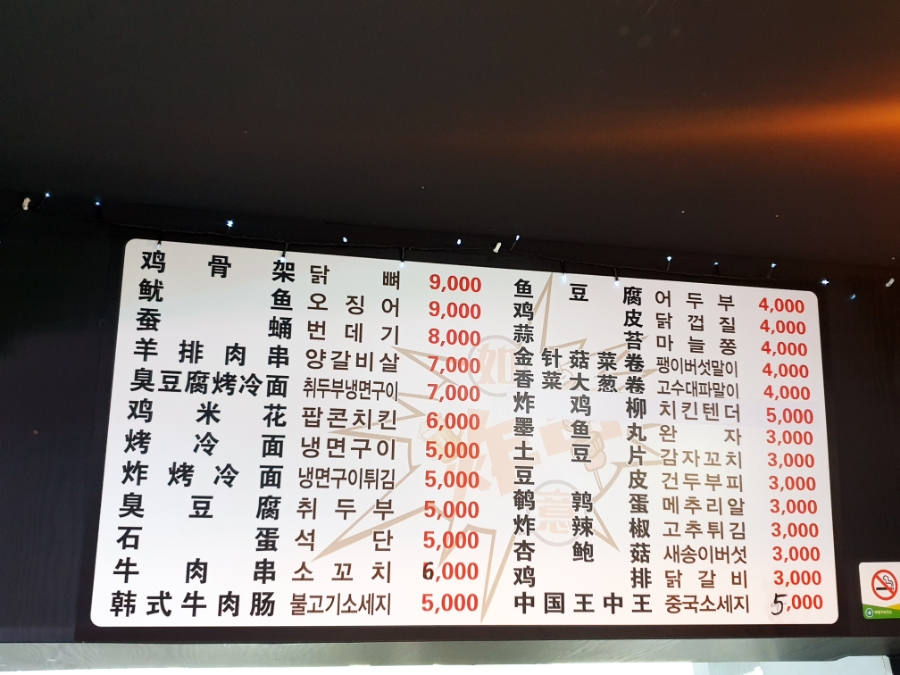 鸡骨架 닭뼈 9,000
鱿鱼 오징어 9,000
蚕蛹 번데기 8,000
羊排肉串 양갈비살 7,000
臭豆腐烤冷面 취두부냉면구이 7,000
鸡米花 팝콘치킨 6,000
烤冷面 냉면구이 5,000
炸烤冷面 냉면구이튀김 5,000
臭豆腐 취두부 5,000
石蛋 석단 5,000
牛肉串 소꼬치 6,000
韩式牛肉肠 불고기소세지 5,000
鱼豆腐 어두부 4,000
鸡皮 닭껍질 4,000
蒜苔 마늘쫑 4,000
金针菇菜卷 팽이버섯말이 4,000
香菜大葱卷 고수대파말이 4,000
炸鸡柳 치킨텐더 5,000
墨鱼丸 완자 3,000
土豆片 감자꼬치 3,000
豆皮 건두부피 3,000
鹌鹑蛋 메추리알 3,000
炸辣椒 고추튀김 3,000
杏鲍菇 새송이버섯 3,000
鸡排 닭갈비 3,000
中国王中王 중국소세지 5,000